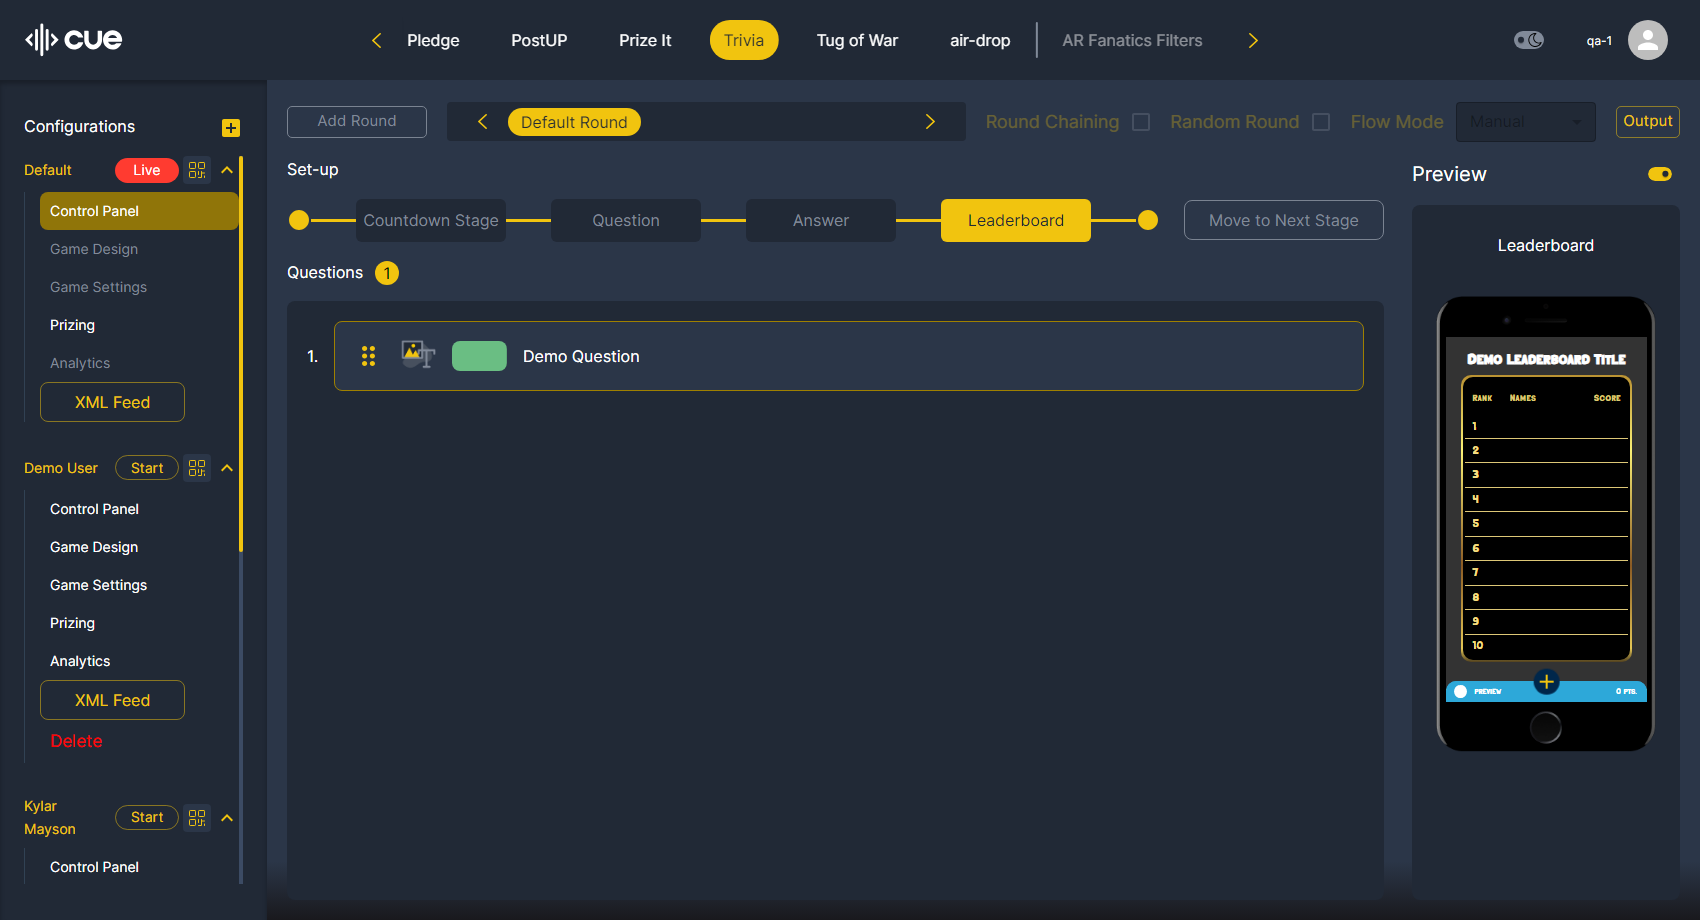 cue
Pledge
PostUP
Prize It
Trivia
Tug of War
air-drop
AR Fanatics Filters
qa-1
Configurations
Default
Live
Control Panel
Game Design
Game Settings
Prizing
Analytics
XML Feed
Demo User
Start
Control Panel
Game Design
Game Settings
Prizing
Analytics
XML Feed
Delete
Kylar
Mayson
Start
Control Panel
Add Round
Default Round
Round Chaining
Random Round
Flow Mode
Manual
Output
Set-up
Countdown Stage
Question
Answer
Leaderboard
Move to Next Stage
Questions 1
1.
T
Demo Question
Preview
Leaderboard
Demo Leaderboard Title
Rank Names Score
1
2
3
4
5
6
7
8
9
10
PREVIEW
0 PTS.